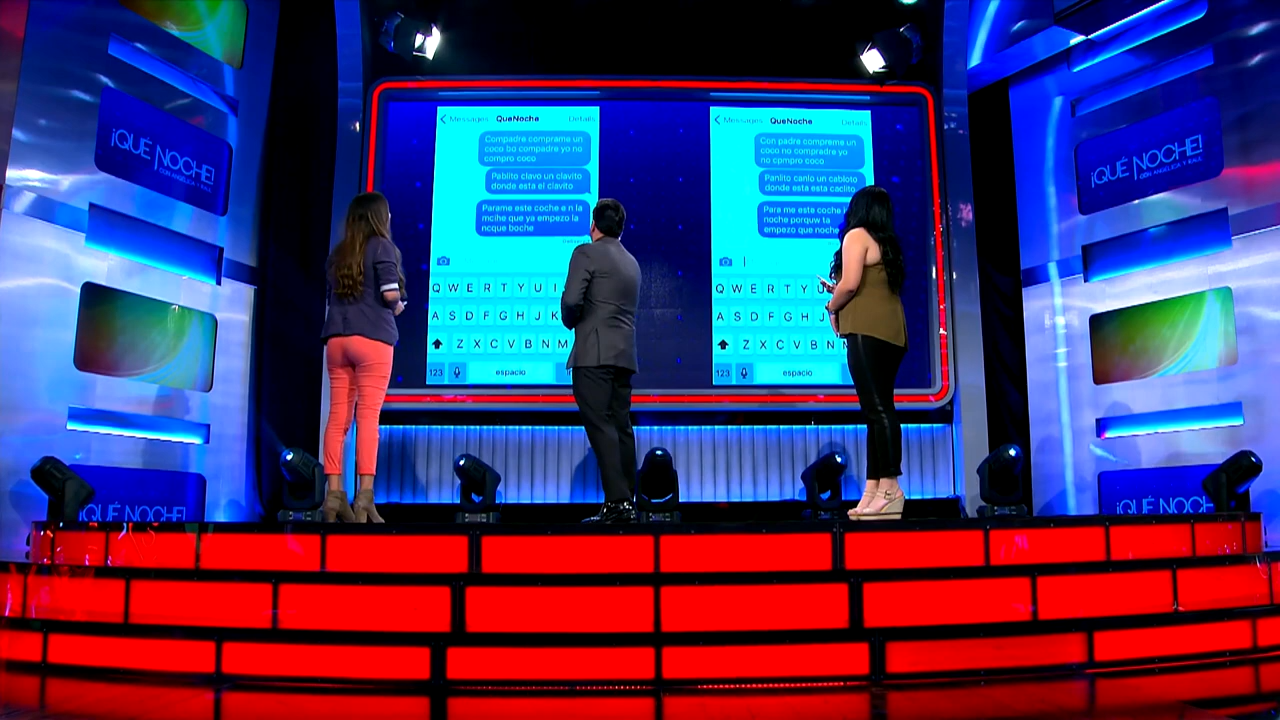 ¡QUÉ NOCHE!
CON ANGÉLICA Y RAÚL
Messages QueNoche Details
Compadre comprame un
coco bo compadre yo no
compro coco
Pablito clavo un clavito
donde esta el clavito
Parame este coche e n la
mcihe que ya empezo la
ncque boche
Q W E R T Y U I
A S D F G H J K
Z X C V B N M
123 espacio
Messages QueNoche Details
Con padre comprame un
coco no compradre yo
no cpmpro coco
Panlito canlo un cabloto
donde esta esta caclito
Para me este coche
noche porquw ta
empezo que noche
Q W E R T Y U
A S D F G H J
Z X C V B N M
123 espacio
¡QUÉ NOCHE!
CON ANGÉLICA Y RAÚL
¡QUÉ NOCHE!
¡QUÉ NOCH